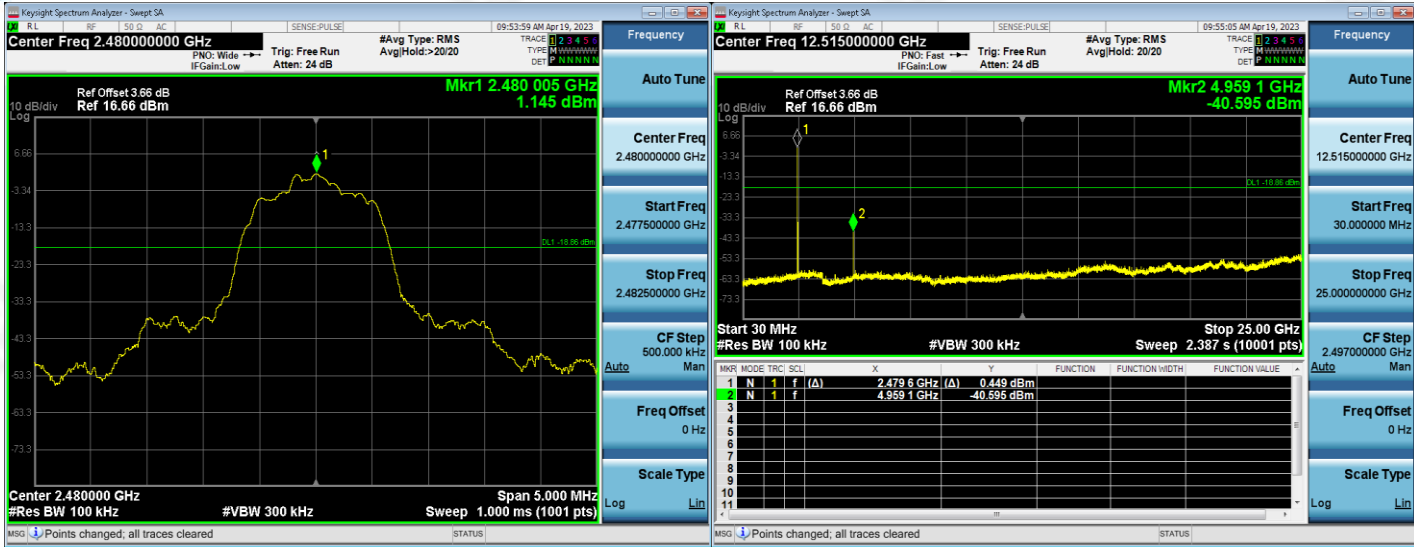 Keysight Spectrum Analyzer - Swept SA
RL RF 50 Ω AC SENSE:PULSE 09:53:59 AM Apr 19, 2023
Center Freq 2.480000000 GHz
PNO: Wide
IFGain:Low
Trig: Free Run
Atten: 24 dB
#Avg Type: RMS
Avg|Hold:>20/20
TRACE 1 2 3 4 5 6
TYPE M WWWWW
DET P N N N N N
Mkr1 2.480 005 GHz
1.145 dBm
Ref Offset 3.66 dB
10 dB/div Ref 16.66 dBm
Log
1
6.66
-3.34
-13.3
DL1 -18.86 dBm
-23.3
-33.3
-43.3
-53.3
-63.3
-73.3
Center 2.480000 GHz Span 5.000 MHz
#Res BW 100 kHz #VBW 300 kHz Sweep 1.000 ms (1001 pts)
MSG Points changed; all traces cleared STATUS
Frequency
Auto Tune
Center Freq
2.480000000 GHz
Start Freq
2.477500000 GHz
Stop Freq
2.482500000 GHz
CF Step
500.000 kHz
Auto Man
Freq Offset
0 Hz
Scale Type
Log Lin
Keysight Spectrum Analyzer - Swept SA
RL RF 50 Ω AC SENSE:PULSE 09:55:05 AM Apr 19, 2023
Center Freq 12.515000000 GHz
PNO: Fast
IFGain:Low
Trig: Free Run
Atten: 24 dB
#Avg Type: RMS
Avg|Hold: 20/20
TRACE 1 2 3 4 5 6
TYPE M WWWWW
DET P N N N N N
Mkr2 4.959 1 GHz
-40.595 dBm
Ref Offset 3.66 dB
10 dB/div Ref 16.66 dBm
Log
1
6.66
-3.34
-13.3
DL1 -18.86 dBm
-23.3
2
-33.3
-43.3
-53.3
-63.3
-73.3
Start 30 MHz Stop 25.00 GHz
#Res BW 100 kHz #VBW 300 kHz Sweep 2.387 s (10001 pts)
MKR MODE TRC SCL X Y FUNCTION FUNCTION WIDTH FUNCTION VALUE
1 N 1 f (Δ) 2.479 6 GHz (Δ) 0.449 dBm
2 N 1 f 4.959 1 GHz -40.595 dBm
3
4
5
6
7
8
9
10
11
MSG Points changed; all traces cleared STATUS
Frequency
Auto Tune
Center Freq
12.515000000 GHz
Start Freq
30.000000 MHz
Stop Freq
25.000000000 GHz
CF Step
2.497000000 GHz
Auto Man
Freq Offset
0 Hz
Scale Type
Log Lin